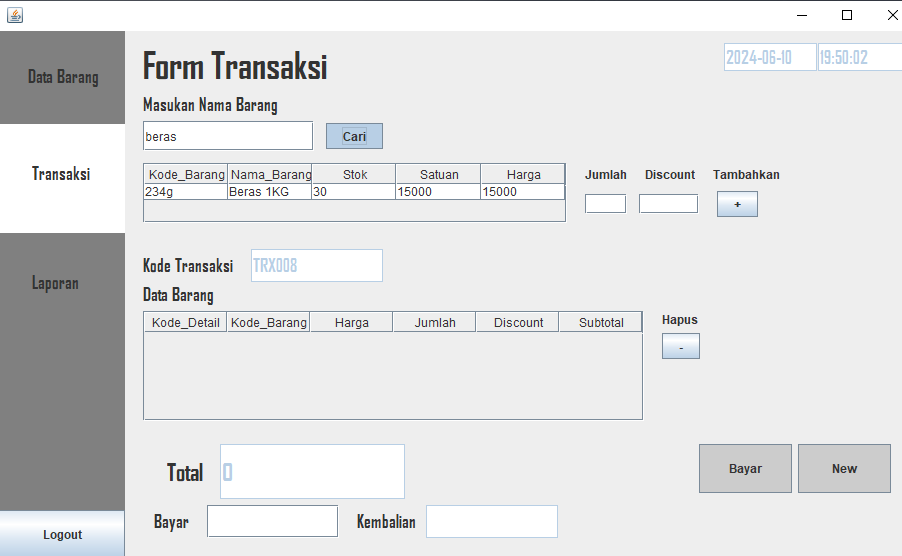 Data Barang
Transaksi
Laporan
Logout
Form Transaksi
2024-06-10 19:50:02
Masukan Nama Barang
beras Cari
Kode_Barang Nama_Barang Stok Satuan Harga
234g Beras 1KG 30 15000 15000
Jumlah Discount Tambahkan
+
Kode Transaksi TRX008
Data Barang
Kode_Detail Kode_Barang Harga Jumlah Discount Subtotal
Hapus
-
Total 0
Bayar New
Bayar Kembalian